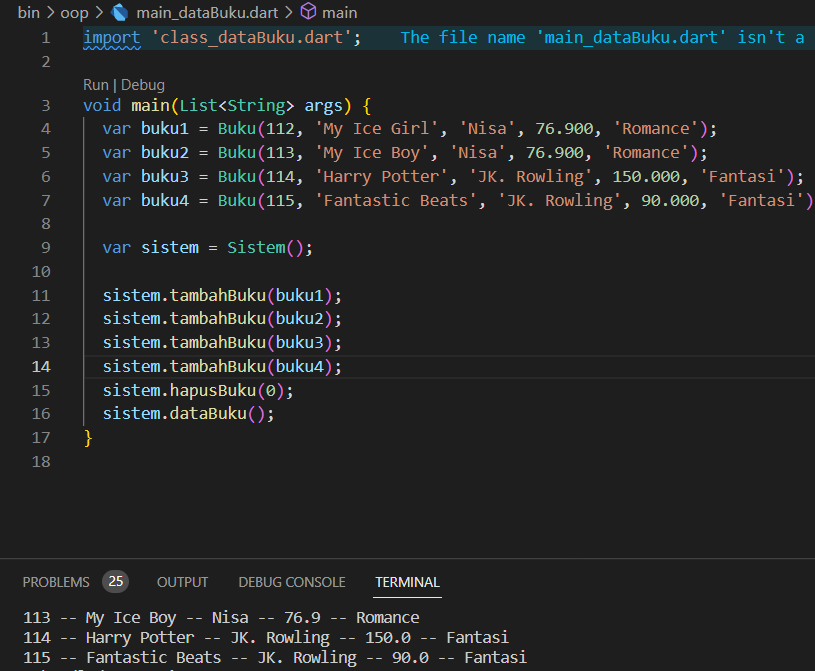 bin > oop > main_dataBuku.dart > main
1 import 'class_dataBuku.dart'; The file name 'main_dataBuku.dart' isn't a
2
Run | Debug
3 void main(List<String> args) {
4 var buku1 = Buku(112, 'My Ice Girl', 'Nisa', 76.900, 'Romance');
5 var buku2 = Buku(113, 'My Ice Boy', 'Nisa', 76.900, 'Romance');
6 var buku3 = Buku(114, 'Harry Potter', 'JK. Rowling', 150.000, 'Fantasi');
7 var buku4 = Buku(115, 'Fantastic Beats', 'JK. Rowling', 90.000, 'Fantasi')
8
9 var sistem = Sistem();
10
11 sistem.tambahBuku(buku1);
12 sistem.tambahBuku(buku2);
13 sistem.tambahBuku(buku3);
14 sistem.tambahBuku(buku4);
15 sistem.hapusBuku(0);
16 sistem.dataBuku();
17 }
18
PROBLEMS 25 OUTPUT DEBUG CONSOLE TERMINAL
113 -- My Ice Boy -- Nisa -- 76.9 -- Romance
114 -- Harry Potter -- JK. Rowling -- 150.0 -- Fantasi
115 -- Fantastic Beats -- JK. Rowling -- 90.0 -- Fantasi